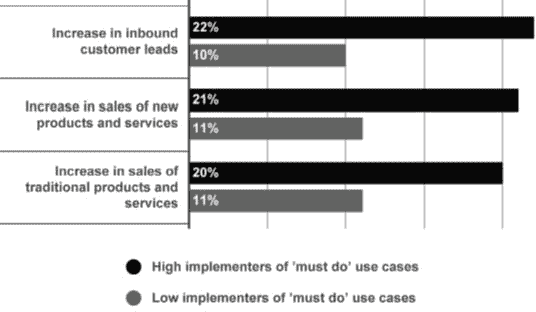 Increase in inbound
customer leads
22%
10%
Increase in sales of new
products and services
21%
11%
Increase in sales of
traditional products and
services
20%
11%
High implementers of 'must do' use cases
Low implementers of 'must do' use cases